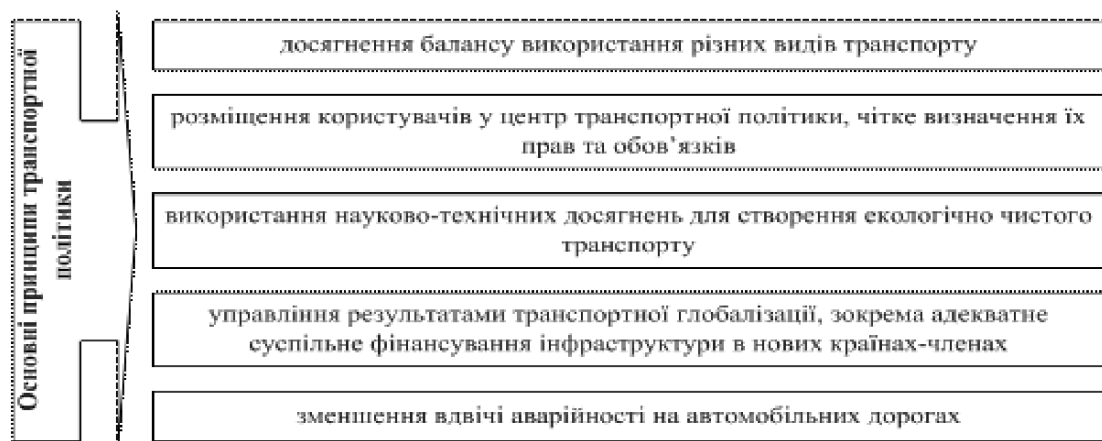 Основні принципи транспортної
політики
досягнення балансу використання різних видів транспорту
розміщення користувачів у центр транспортної політики, чітке визначення їх
прав та обов’язків
використання науково-технічних досягнень для створення екологічно чистого
транспорту
управління результатами транспортної глобалізації, зокрема адекватне
суспільне фінансування інфраструктури в нових країнах-членах
зменшення вдвічі аварійності на автомобільних дорогах